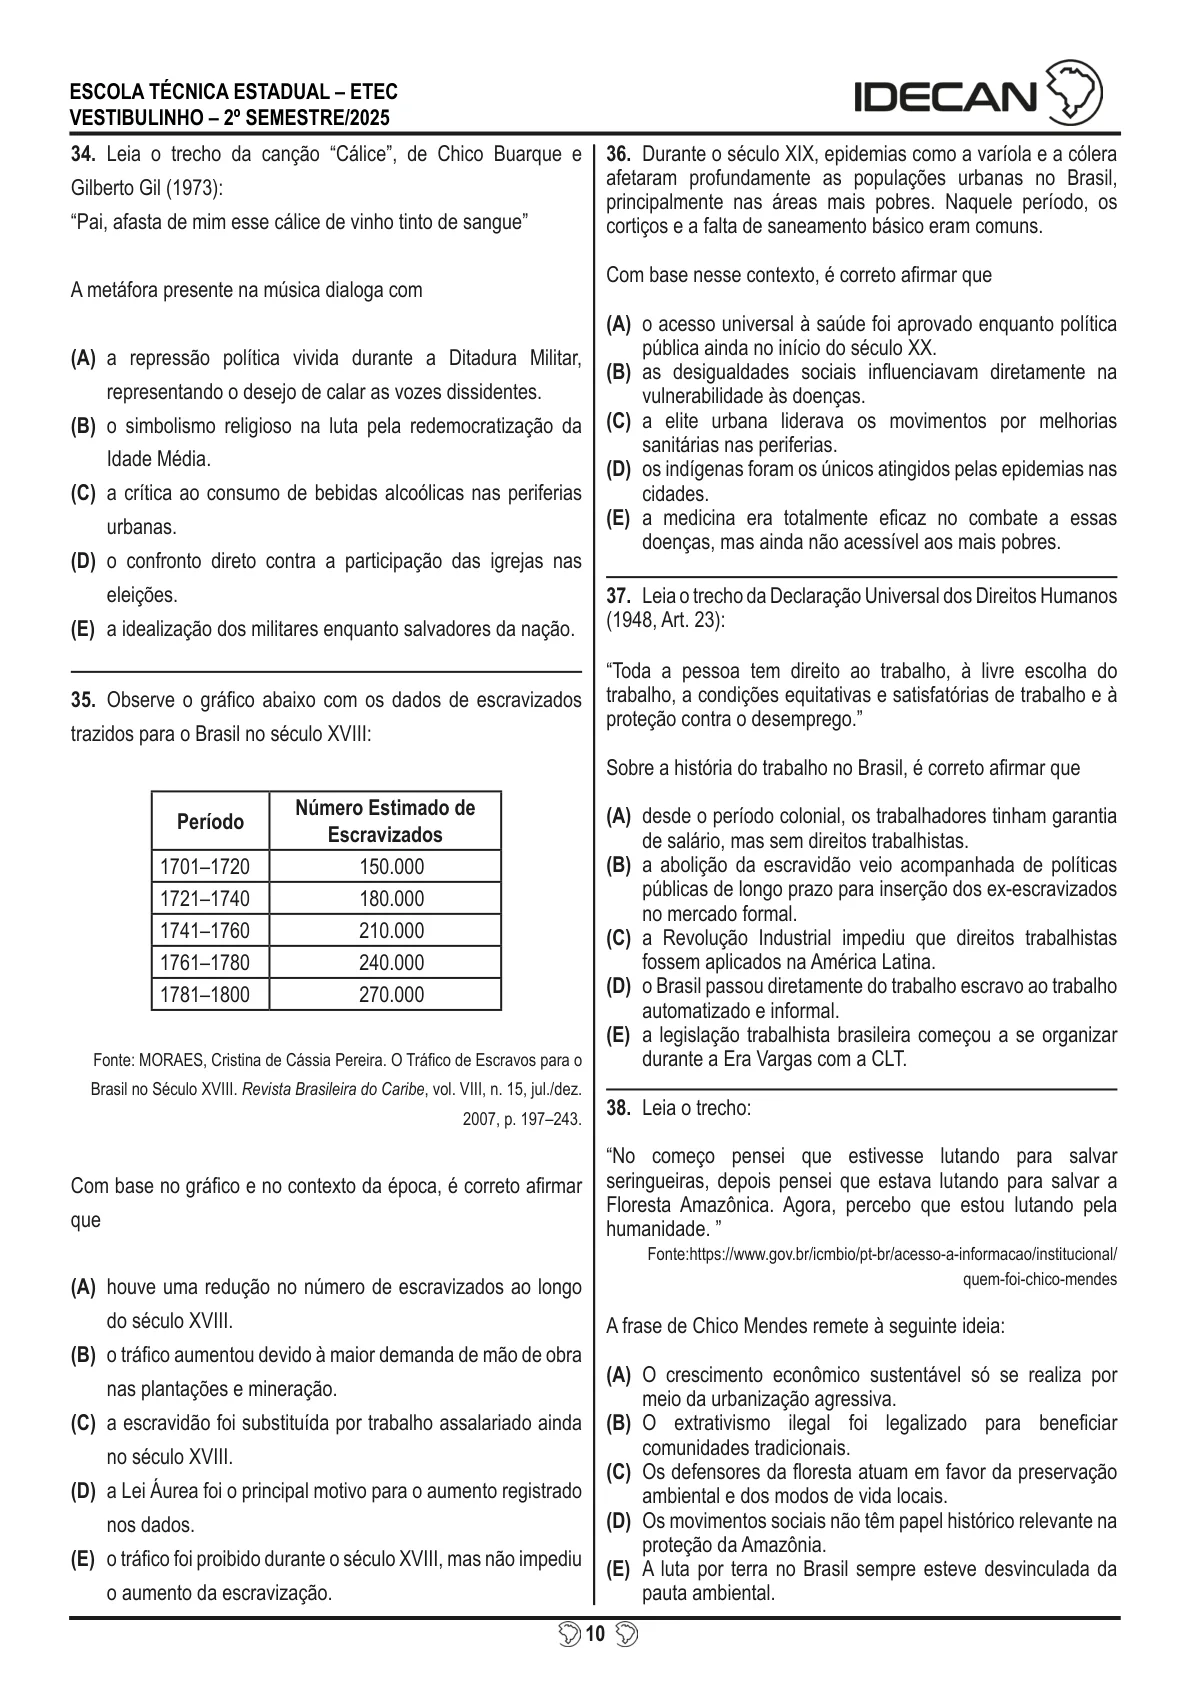 ESCOLA TÉCNICA ESTADUAL – ETEC
VESTIBULINHO – 2º SEMESTRE/2025
IDECAN
34. Leia o trecho da canção “Cálice”, de Chico Buarque e
Gilberto Gil (1973):
“Pai, afasta de mim esse cálice de vinho tinto de sangue”
A metáfora presente na música dialoga com
(A) a repressão política vivida durante a Ditadura Militar,
representando o desejo de calar as vozes dissidentes.
(B) o simbolismo religioso na luta pela redemocratização da
Idade Média.
(C) a crítica ao consumo de bebidas alcoólicas nas periferias
urbanas.
(D) o confronto direto contra a participação das igrejas nas
eleições.
(E) a idealização dos militares enquanto salvadores da nação.
35. Observe o gráfico abaixo com os dados de escravizados
trazidos para o Brasil no século XVIII:
Período
Número Estimado de
Escravizados
1701–1720 150.000
1721–1740 180.000
1741–1760 210.000
1761–1780 240.000
1781–1800 270.000
Fonte: MORAES, Cristina de Cássia Pereira. O Tráfico de Escravos para o
Brasil no Século XVIII. Revista Brasileira do Caribe, vol. VIII, n. 15, jul./dez.
2007, p. 197–243.
Com base no gráfico e no contexto da época, é correto afirmar
que
(A) houve uma redução no número de escravizados ao longo
do século XVIII.
(B) o tráfico aumentou devido à maior demanda de mão de obra
nas plantações e mineração.
(C) a escravidão foi substituída por trabalho assalariado ainda
no século XVIII.
(D) a Lei Áurea foi o principal motivo para o aumento registrado
nos dados.
(E) o tráfico foi proibido durante o século XVIII, mas não impediu
o aumento da escravização.
36. Durante o século XIX, epidemias como a varíola e a cólera
afetaram profundamente as populações urbanas no Brasil,
principalmente nas áreas mais pobres. Naquele período, os
cortiços e a falta de saneamento básico eram comuns.
Com base nesse contexto, é correto afirmar que
(A) o acesso universal à saúde foi aprovado enquanto política
pública ainda no início do século XX.
(B) as desigualdades sociais influenciavam diretamente na
vulnerabilidade às doenças.
(C) a elite urbana liderava os movimentos por melhorias
sanitárias nas periferias.
(D) os indígenas foram os únicos atingidos pelas epidemias nas
cidades.
(E) a medicina era totalmente eficaz no combate a essas
doenças, mas ainda não acessível aos mais pobres.
37. Leia o trecho da Declaração Universal dos Direitos Humanos
(1948, Art. 23):
“Toda a pessoa tem direito ao trabalho, à livre escolha do
trabalho, a condições equitativas e satisfatórias de trabalho e à
proteção contra o desemprego.”
Sobre a história do trabalho no Brasil, é correto afirmar que
(A) desde o período colonial, os trabalhadores tinham garantia
de salário, mas sem direitos trabalhistas.
(B) a abolição da escravidão veio acompanhada de políticas
públicas de longo prazo para inserção dos ex-escravizados
no mercado formal.
(C) a Revolução Industrial impediu que direitos trabalhistas
fossem aplicados na América Latina.
(D) o Brasil passou diretamente do trabalho escravo ao trabalho
automatizado e informal.
(E) a legislação trabalhista brasileira começou a se organizar
durante a Era Vargas com a CLT.
38. Leia o trecho:
“No começo pensei que estivesse lutando para salvar
seringueiras, depois pensei que estava lutando para salvar a
Floresta Amazônica. Agora, percebo que estou lutando pela
humanidade. ”
Fonte:https://www.gov.br/icmbio/pt-br/acesso-a-informacao/institucional/
quem-foi-chico-mendes
A frase de Chico Mendes remete à seguinte ideia:
(A) O crescimento econômico sustentável só se realiza por
meio da urbanização agressiva.
(B) O extrativismo ilegal foi legalizado para beneficiar
comunidades tradicionais.
(C) Os defensores da floresta atuam em favor da preservação
ambiental e dos modos de vida locais.
(D) Os movimentos sociais não têm papel histórico relevante na
proteção da Amazônia.
(E) A luta por terra no Brasil sempre esteve desvinculada da
pauta ambiental.
10